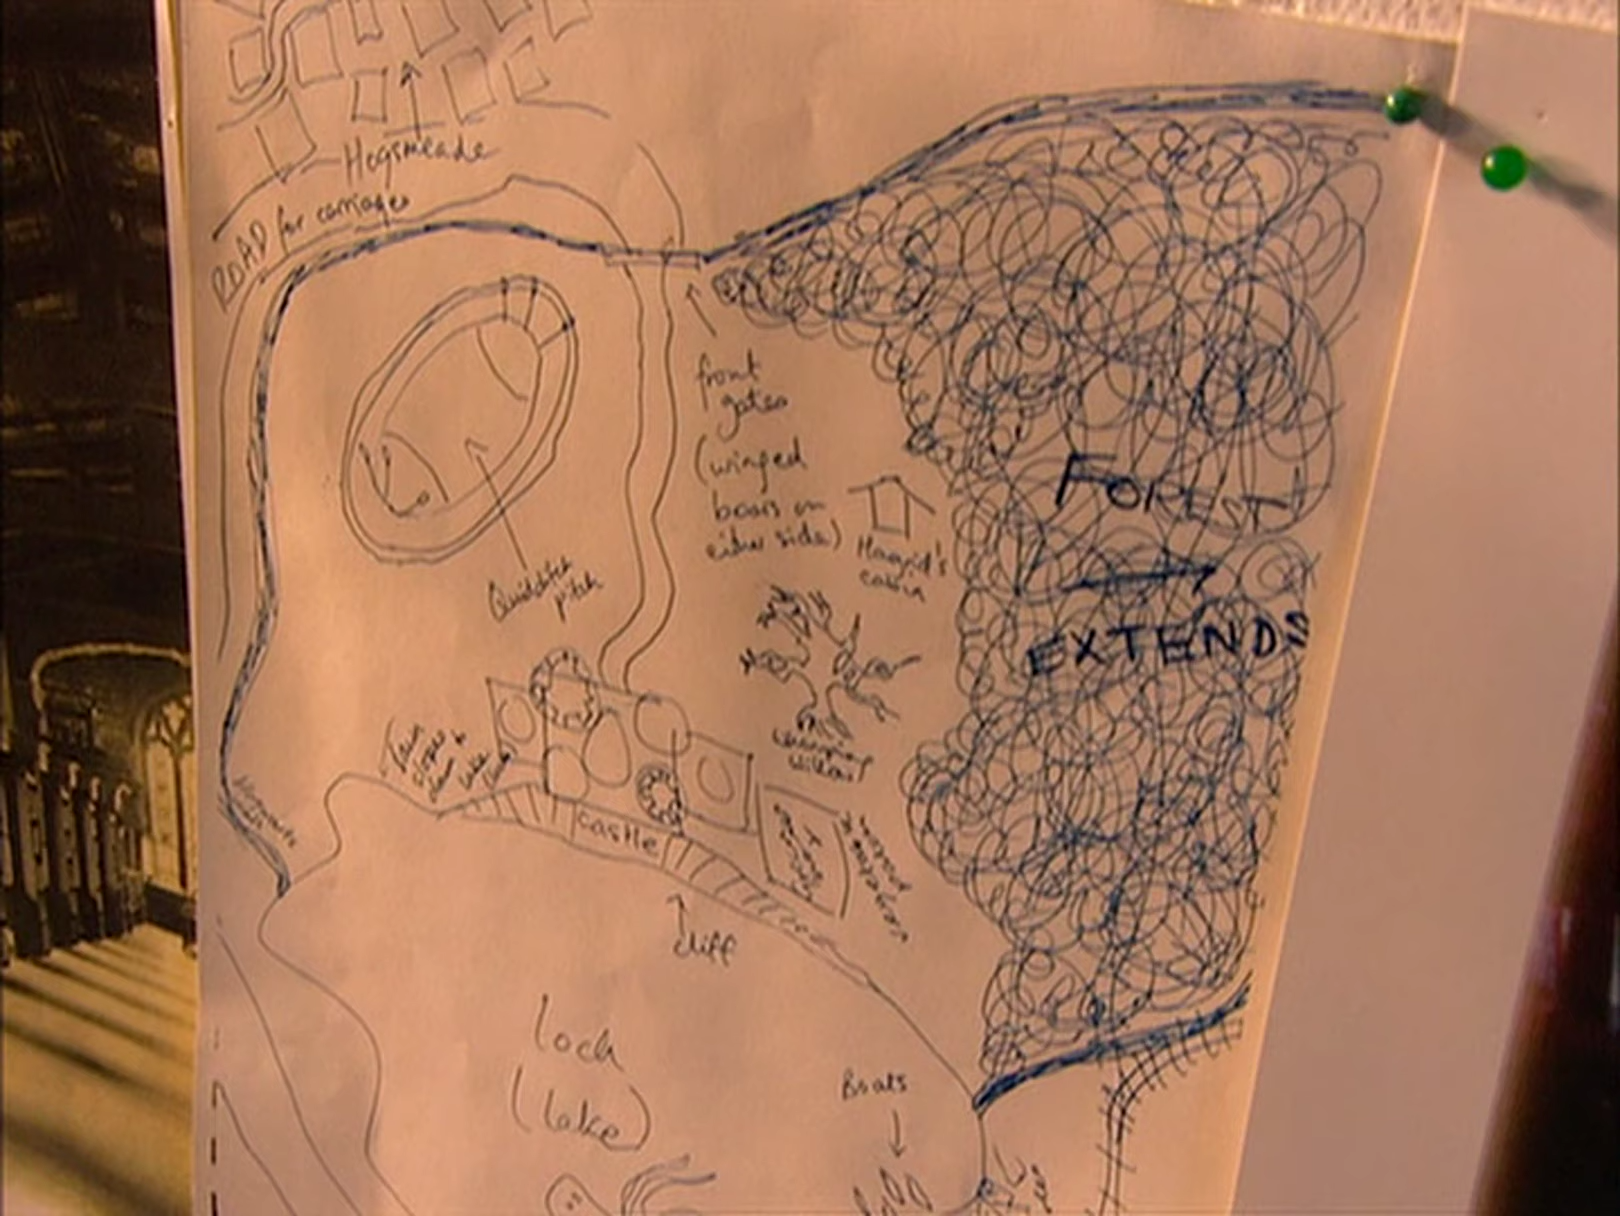 Hogsmeade
ROAD for carriages
front
gates
(winged
boars on
either side)
Hagrid's
cabin
FOREST
EXTENDS
Quidditch
pitch
Whomping
Willow
castle
cliff
Loch
(lake)
Boats